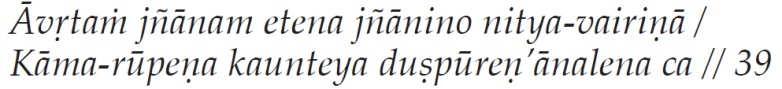 Āvṛtaṁ jñānam etena jñānino nitya-vairiṇā /
Kāma-rūpeṇa kaunteya duṣpūreṇ’ānalena ca // 39